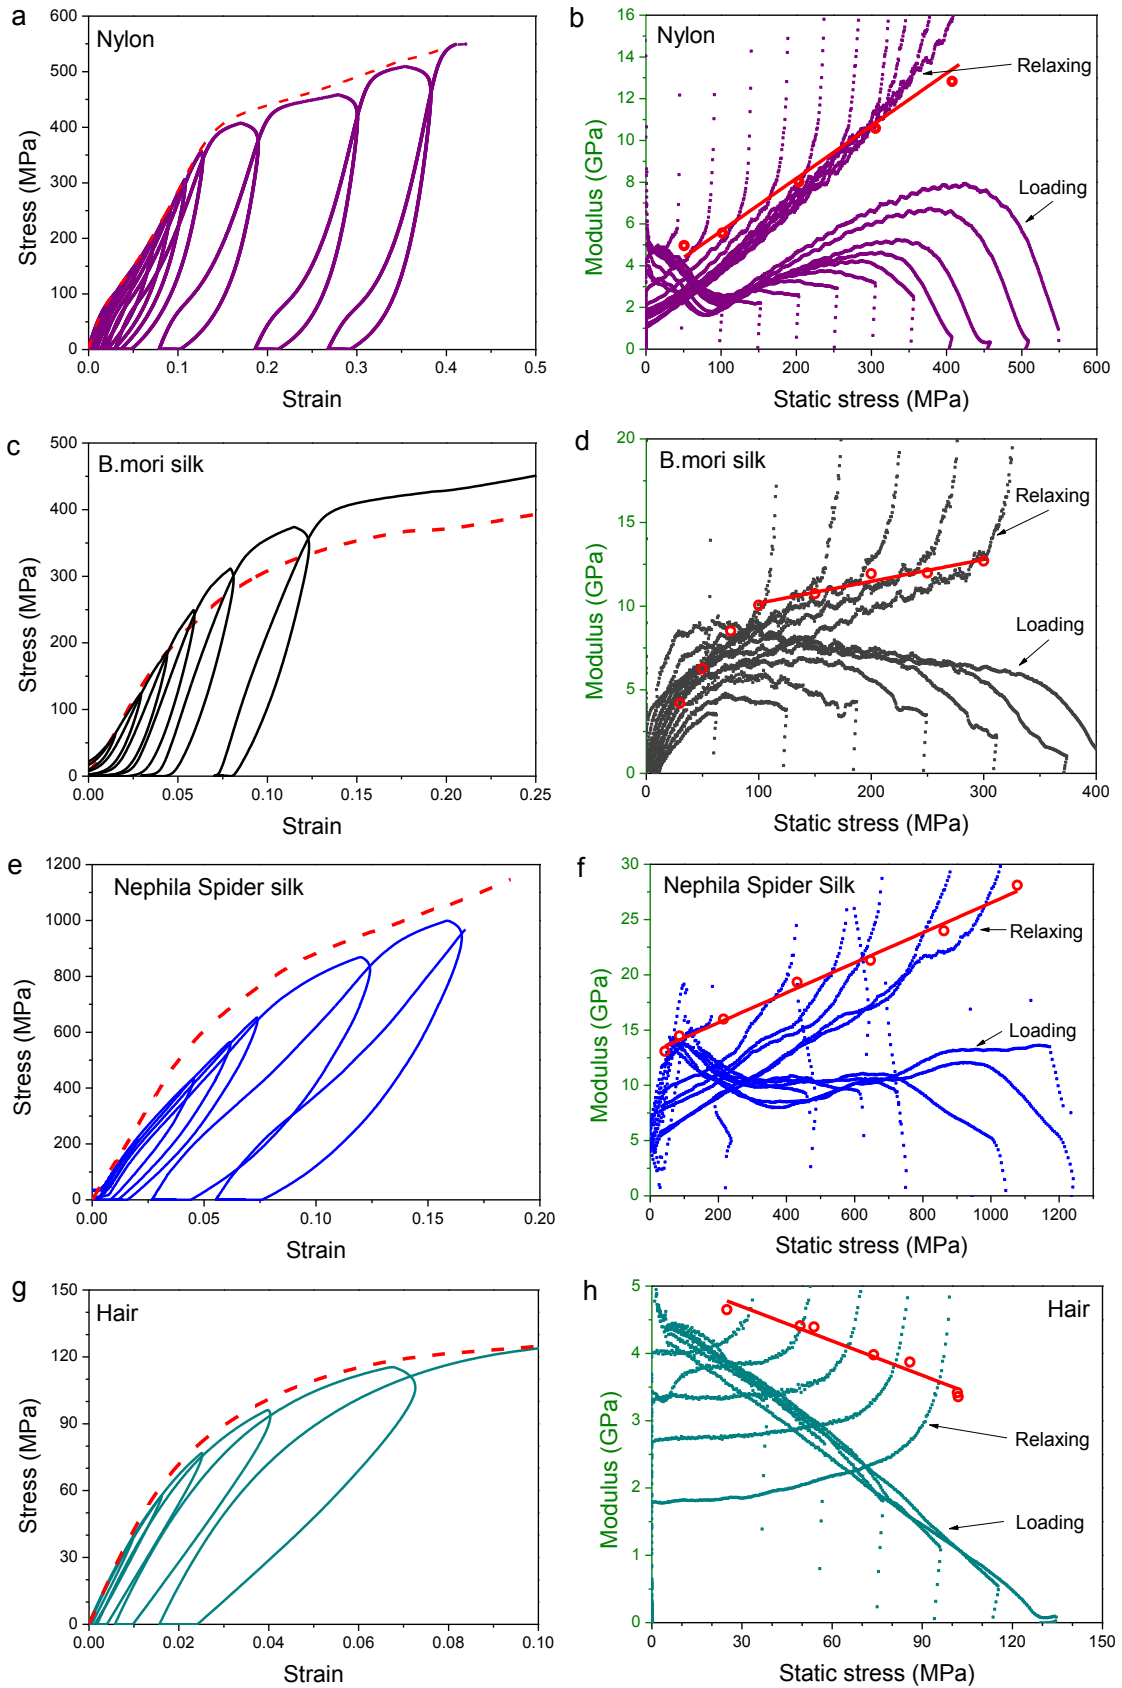 a
Nylon
600
500
400
300
200
100
0
0.0
0.1
0.2
0.3
0.4
0.5
Stress (MPa)
Strain
b
Nylon
16
14
12
10
8
6
4
2
0
0
100
200
300
400
500
600
Modulus (GPa)
Static stress (MPa)
Relaxing
Loading
c
B.mori silk
500
400
300
200
100
0
0.00
0.05
0.10
0.15
0.20
0.25
Stress (MPa)
Strain
d
B.mori silk
20
15
10
5
0
0
100
200
300
400
Modulus (GPa)
Static stress (MPa)
Relaxing
Loading
e
Nephila Spider silk
1200
1000
800
600
400
200
0
0.00
0.05
0.10
0.15
0.20
Stress (MPa)
Strain
f
Nephila Spider Silk
30
25
20
15
10
5
0
0
200
400
600
800
1000
1200
Modulus (GPa)
Static stress (MPa)
Relaxing
Loading
g
Hair
150
120
90
60
30
0
0.00
0.02
0.04
0.06
0.08
0.10
Stress (MPa)
Strain
h
Hair
5
4
3
2
1
0
0
30
60
90
120
150
Modulus (GPa)
Static stress (MPa)
Relaxing
Loading